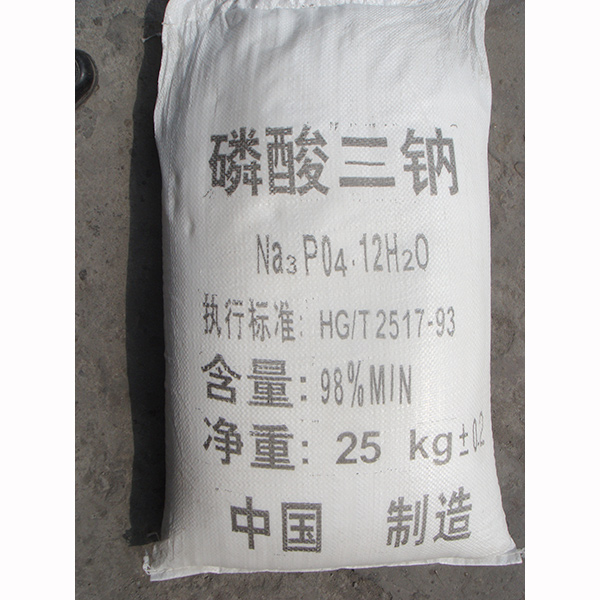 磷酸三钠
Na₃PO₄·12H₂O
执行标准: HG/T 2517-93
含量: 98%MIN
净重: 25 kg±0.2
中国 制造